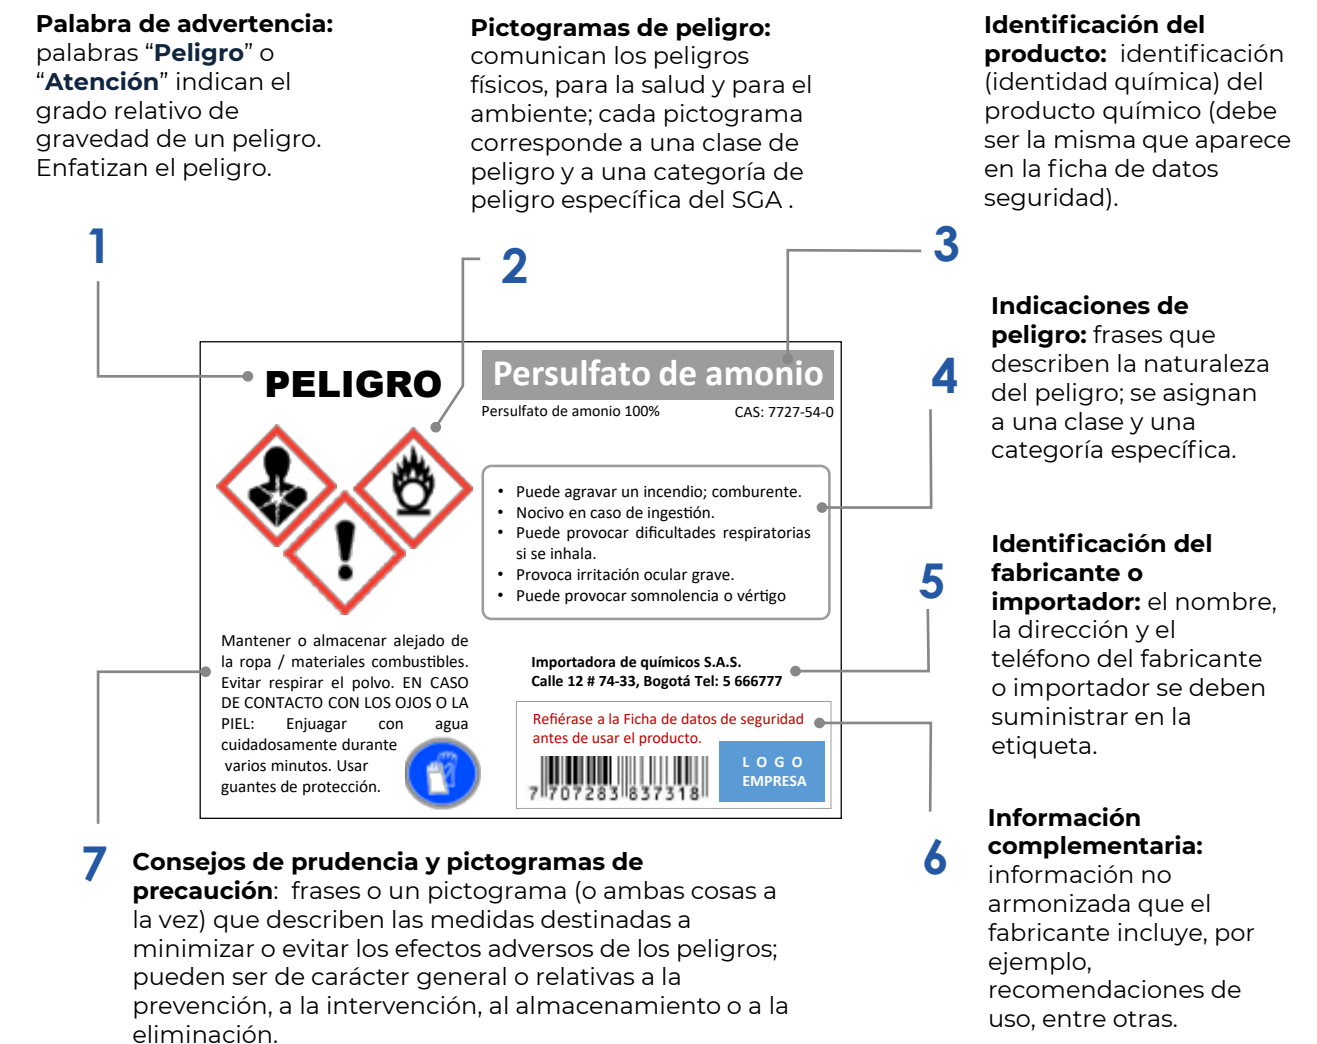 Palabra de advertencia:
palabras “Peligro” o
“Atención” indican el
grado relativo de
gravedad de un peligro.
Enfatizan el peligro.
1
Pictogramas de peligro:
comunican los peligros
físicos, para la salud y para el
ambiente; cada pictograma
corresponde a una clase de
peligro y a una categoría de
peligro específica del SGA .
2
Identificación del
producto: identificación
(identidad química) del
producto químico (debe
ser la misma que aparece
en la ficha de datos
seguridad).
3
PELIGRO
Persulfato de amonio
Persulfato de amonio 100% CAS: 7727-54-0
• Puede agravar un incendio; comburente.
• Nocivo en caso de ingestión.
• Puede provocar dificultades respiratorias
si se inhala.
• Provoca irritación ocular grave.
• Puede provocar somnolencia o vértigo
Mantener o almacenar alejado de
la ropa / materiales combustibles.
Evitar respirar el polvo. EN CASO
DE CONTACTO CON LOS OJOS O LA
PIEL: Enjuagar con agua
cuidadosamente durante
varios minutos. Usar
guantes de protección.
Importadora de químicos S.A.S.
Calle 12 # 74-33, Bogotá Tel: 5 666777
Refiérase a la Ficha de datos de seguridad
antes de usar el producto.
7 707283 837318
LOGO
EMPRESA
4
Indicaciones de
peligro: frases que
describen la naturaleza
del peligro; se asignan
a una clase y una
categoría específica.
5
Identificación del
fabricante o
importador: el nombre,
la dirección y el
teléfono del fabricante
o importador se deben
suministrar en la
etiqueta.
6
Información
complementaria:
información no
armonizada que el
fabricante incluye, por
ejemplo,
recomendaciones de
uso, entre otras.
7
Consejos de prudencia y pictogramas de
precaución: frases o un pictograma (o ambas cosas a
la vez) que describen las medidas destinadas a
minimizar o evitar los efectos adversos de los peligros;
pueden ser de carácter general o relativas a la
prevención, a la intervención, al almacenamiento o a la
eliminación.